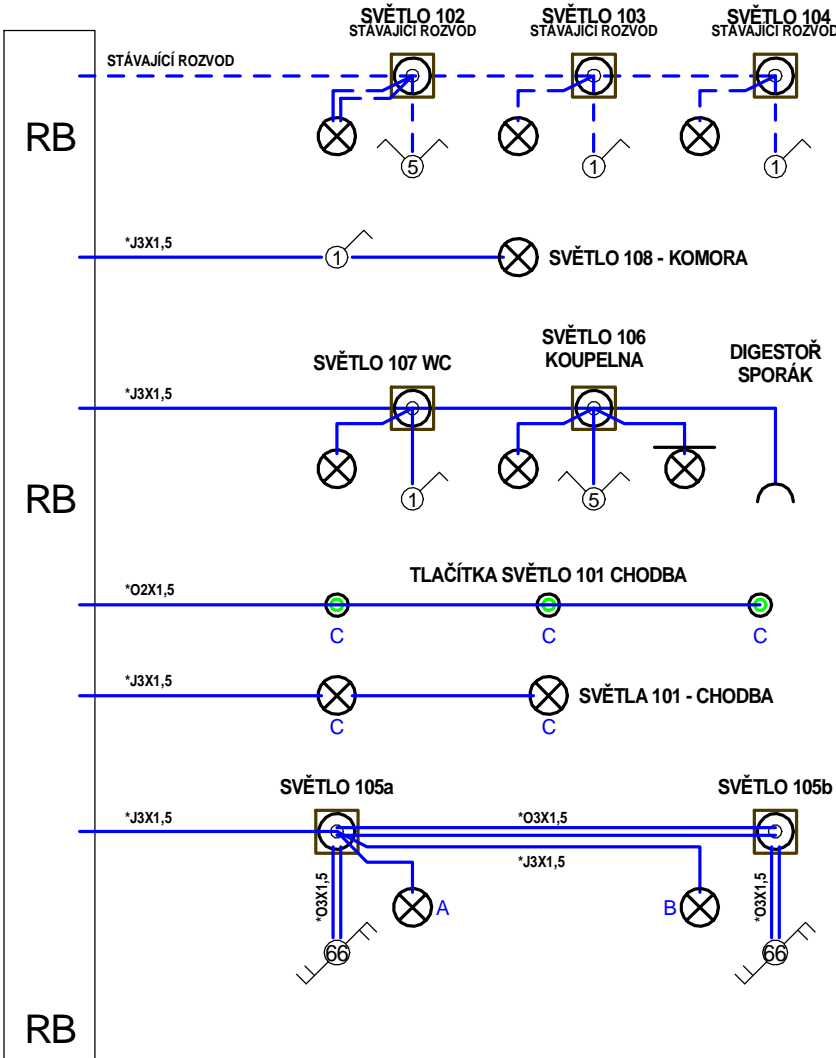 SVĚTLO 102
STÁVAJÍCÍ ROZVOD
SVĚTLO 103
STÁVAJÍCÍ ROZVOD
SVĚTLO 104
STÁVAJÍCÍ ROZVOD
STÁVAJÍCÍ ROZVOD
RB
5
1
1
*J3X1,5
1
SVĚTLO 108 - KOMORA
SVĚTLO 107 WC
SVĚTLO 106
KOUPELNA
DIGESTOŘ
SPORÁK
*J3X1,5
RB
1
5
*O2X1,5
TLAČÍTKA SVĚTLO 101 CHODBA
C
C
C
*J3X1,5
SVĚTLA 101 - CHODBA
C
C
SVĚTLO 105a
SVĚTLO 105b
*J3X1,5
*O3X1,5
*J3X1,5
*O3X1,5
*O3X1,5
A
B
66
66
RB